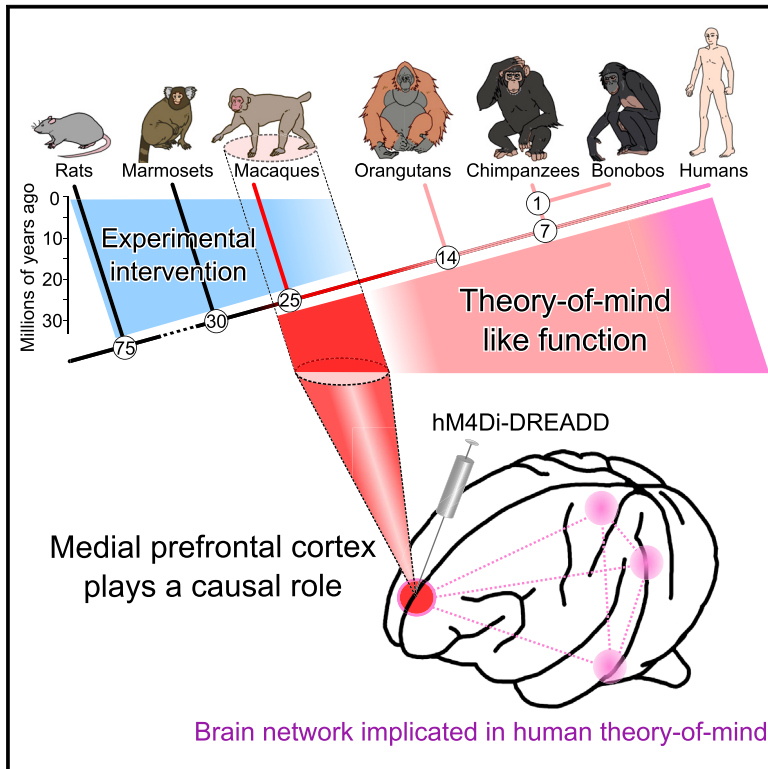 Rats
Marmosets
Macaques
Orangutans
Chimpanzees
Bonobos
Humans
Millions of years ago
0
10
20
30
Experimental
intervention
1
7
14
25
30
75
Theory-of-mind
like function
hM4Di-DREADD
Medial prefrontal cortex
plays a causal role
Brain network implicated in human theory-of-mind